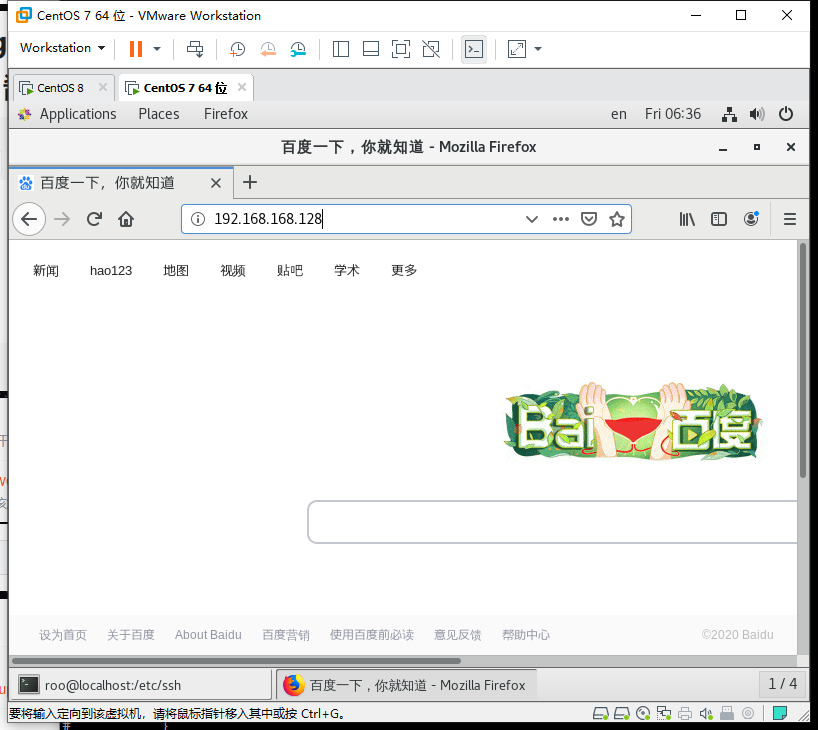 CentOS 7 64 位 - VMware Workstation
Workstation
CentOS 8
CentOS 7 64 位
Applications Places Firefox en Fri 06:36
百度一下，你就知道 - Mozilla Firefox
百度一下，你就知道
192.168.168.128
新闻 hao123 地图 视频 贴吧 学术 更多
Bai 百度
设为首页 关于百度 About Baidu 百度营销 使用百度前必读 意见反馈 帮助中心 ©2020 Baidu
roo@localhost:/etc/ssh
百度一下，你就知道 - Mozilla Firefox
1 / 4
要将输入定向到该虚拟机，请将鼠标指针移入其中或按 Ctrl+G。